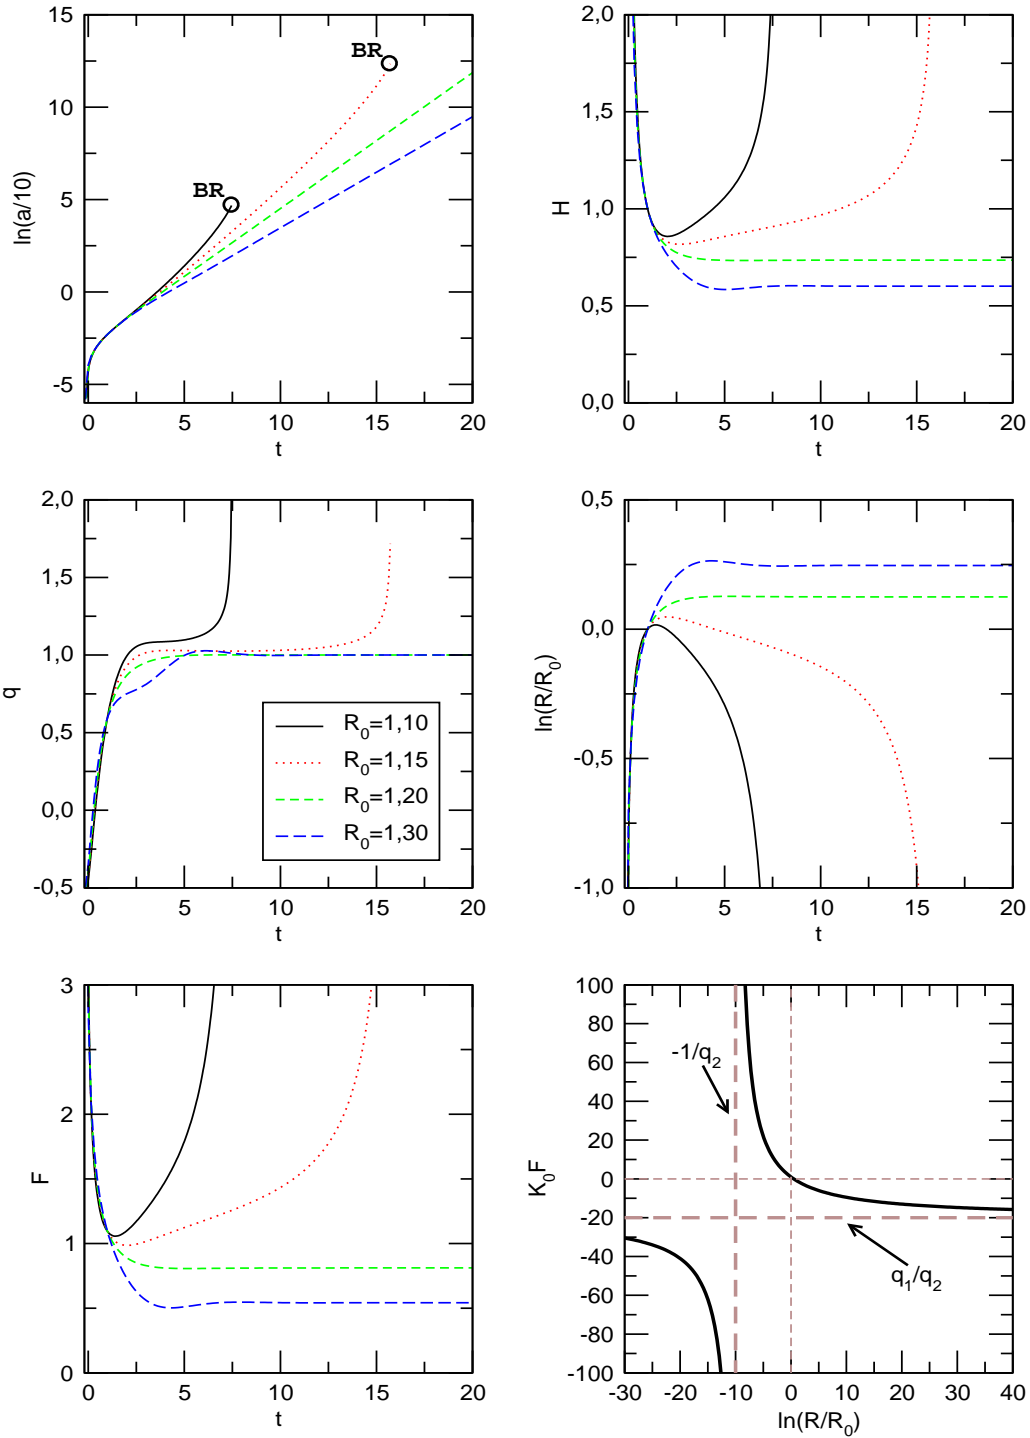 15
10
5
0
-5
ln(a/10)
BR
BR
0 5 10 15 20
t
2,0
1,5
1,0
0,5
0,0
H
0 5 10 15 20
t
2,0
1,5
1,0
0,5
0,0
-0,5
q
R0=1,10
R0=1,15
R0=1,20
R0=1,30
0 5 10 15 20
t
0,5
0,0
-0,5
-1,0
ln(R/R0)
0 5 10 15 20
t
3
2
1
0
F
0 5 10 15 20
t
100
80
60
40
20
0
-20
-40
-60
-80
-100
K0F
-1/q2
q1/q2
-30 -20 -10 0 10 20 30 40
ln(R/R0)